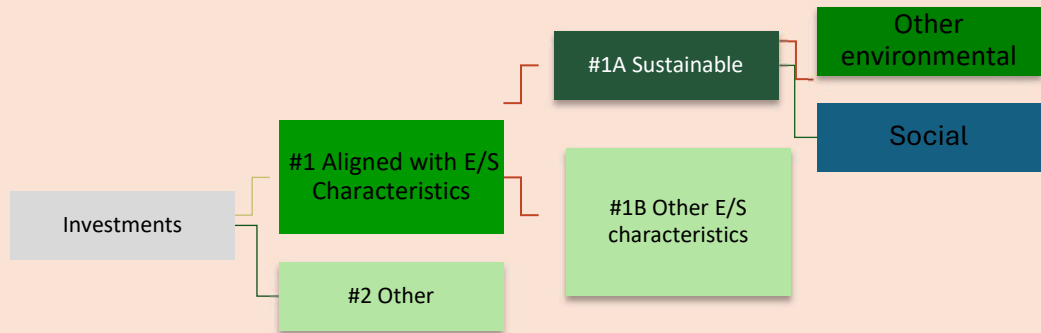 Other
environmental
#1A Sustainable
Social
#1 Aligned with E/S
Characteristics
#1B Other E/S
characteristics
Investments
#2 Other